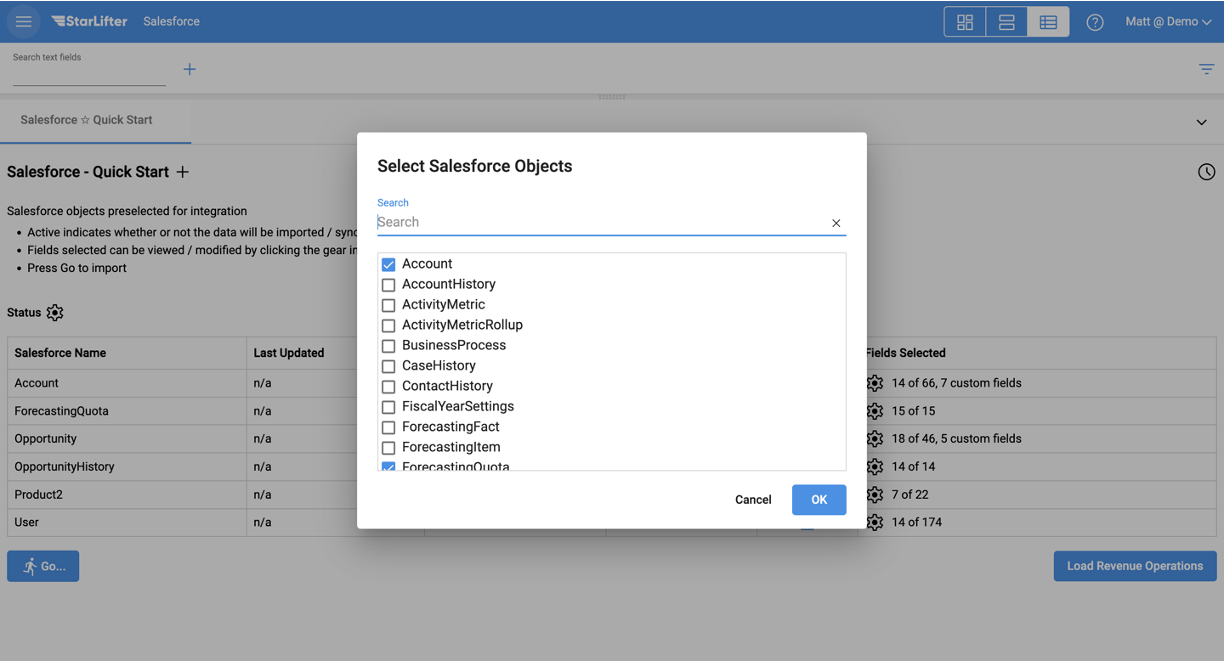 StarLifter Salesforce Matt @ Demo
Search text fields
Salesforce ☆ Quick Start
Salesforce - Quick Start
Salesforce objects preselected for integration
• Active indicates whether or not the data will be imported / sync
• Fields selected can be viewed / modified by clicking the gear in
• Press Go to import
Status
Salesforce Name Last Updated Fields Selected
Account n/a 14 of 66, 7 custom fields
ForecastingQuota n/a 15 of 15
Opportunity n/a 18 of 46, 5 custom fields
OpportunityHistory n/a 14 of 14
Product2 n/a 7 of 22
User n/a 14 of 174
Go... Load Revenue Operations
Select Salesforce Objects
Search
Search
Account
AccountHistory
ActivityMetric
ActivityMetricRollup
BusinessProcess
CaseHistory
ContactHistory
FiscalYearSettings
ForecastingFact
ForecastingItem
ForecastingQuota
Cancel OK